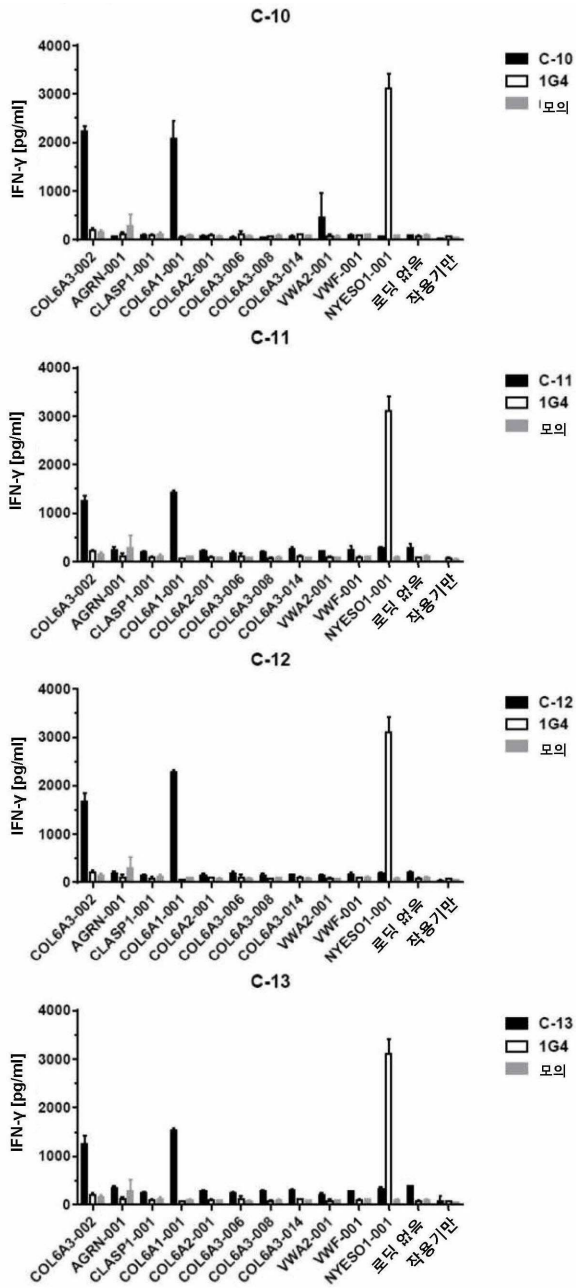 C-10
IFN-γ [pg/ml]
4000
3000
2000
1000
0
COL6A3-002
AGRN-001
CLASP1-001
COL6A1-001
COL6A2-001
COL6A3-006
COL6A3-008
COL6A3-014
VWA2-001
VWF-001
NYESO1-001
로딩 없음
작용기만
C-10
1G4
모의
C-11
IFN-γ [pg/ml]
4000
3000
2000
1000
0
COL6A3-002
AGRN-001
CLASP1-001
COL6A1-001
COL6A2-001
COL6A3-006
COL6A3-008
COL6A3-014
VWA2-001
VWF-001
NYESO1-001
로딩 없음
작용기만
C-11
1G4
모의
C-12
IFN-γ [pg/ml]
4000
3000
2000
1000
0
COL6A3-002
AGRN-001
CLASP1-001
COL6A1-001
COL6A2-001
COL6A3-006
COL6A3-008
COL6A3-014
VWA2-001
VWF-001
NYESO1-001
로딩 없음
작용기만
C-12
1G4
모의
C-13
IFN-γ [pg/ml]
4000
3000
2000
1000
0
COL6A3-002
AGRN-001
CLASP1-001
COL6A1-001
COL6A2-001
COL6A3-006
COL6A3-008
COL6A3-014
VWA2-001
VWF-001
NYESO1-001
로딩 없음
작용기만
C-13
1G4
모의